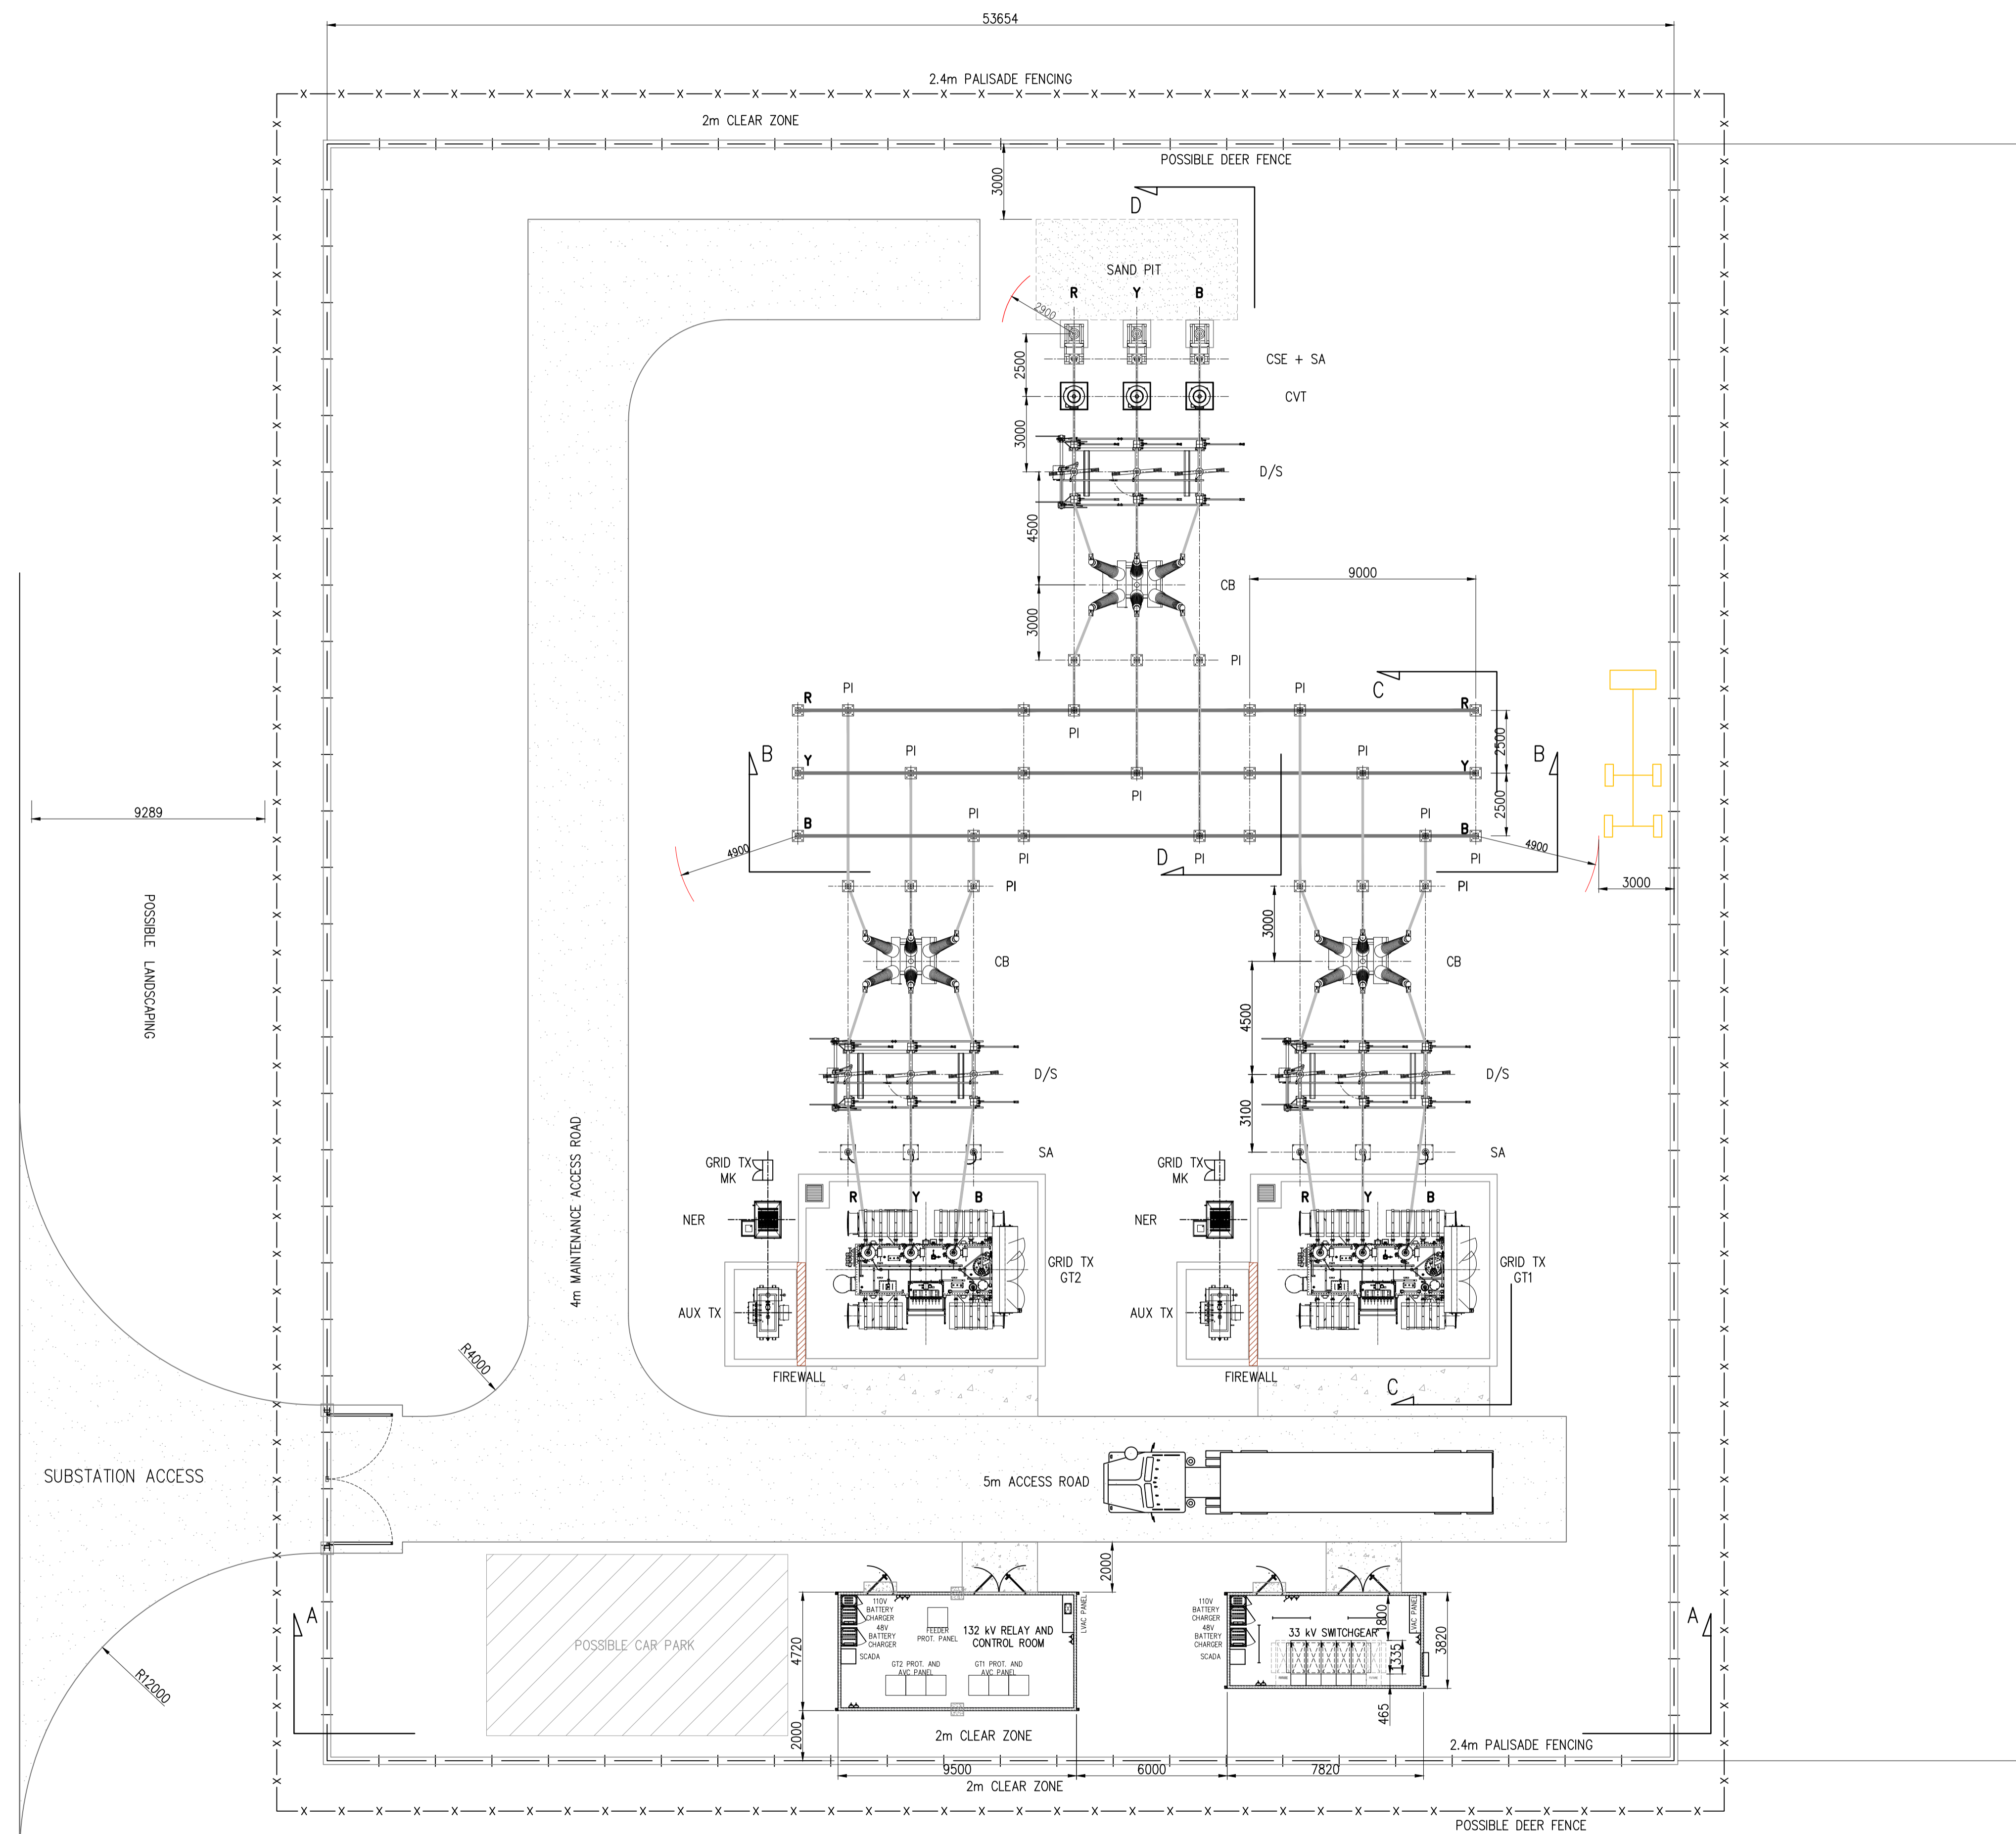 53654
2.4m PALISADE FENCING
2m CLEAR ZONE
POSSIBLE DEER FENCE
3000
D
SAND PIT
R Y B
2900
2500
CSE + SA
CVT
3000
D/S
4500
CB
9000
3000
PI
C
PI
PI
R
R
PI
2500
B
PI
PI
B
Y
Y
PI
2500
9289
PI
PI
B
B
4900
PI
D
PI
PI
4900
3000
PI
PI
POSSIBLE LANDSCAPING
3000
CB
CB
4500
D/S
D/S
3100
4m MAINTENANCE ACCESS ROAD
SA
SA
GRID TX
MK
GRID TX
MK
R Y B
R Y B
NER
NER
GRID TX
GT2
GRID TX
GT1
AUX TX
AUX TX
R4000
FIREWALL
FIREWALL
C
SUBSTATION ACCESS
5m ACCESS ROAD
2000
A
A
110V
BATTERY
CHARGER
48V
BATTERY
CHARGER
SCADA
FEEDER
PROT. PANEL
132 kV RELAY AND
CONTROL ROOM
LVAC PANEL
GT2 PROT. AND
AVC PANEL
GT1 PROT. AND
AVC PANEL
110V
BATTERY
CHARGER
48V
BATTERY
CHARGER
SCADA
33 kV SWITCHGEAR
LVAC PANEL
1800
1335
3820
465
POSSIBLE CAR PARK
4720
R12000
2000
2m CLEAR ZONE
2.4m PALISADE FENCING
9500
6000
7820
2m CLEAR ZONE
POSSIBLE DEER FENCE